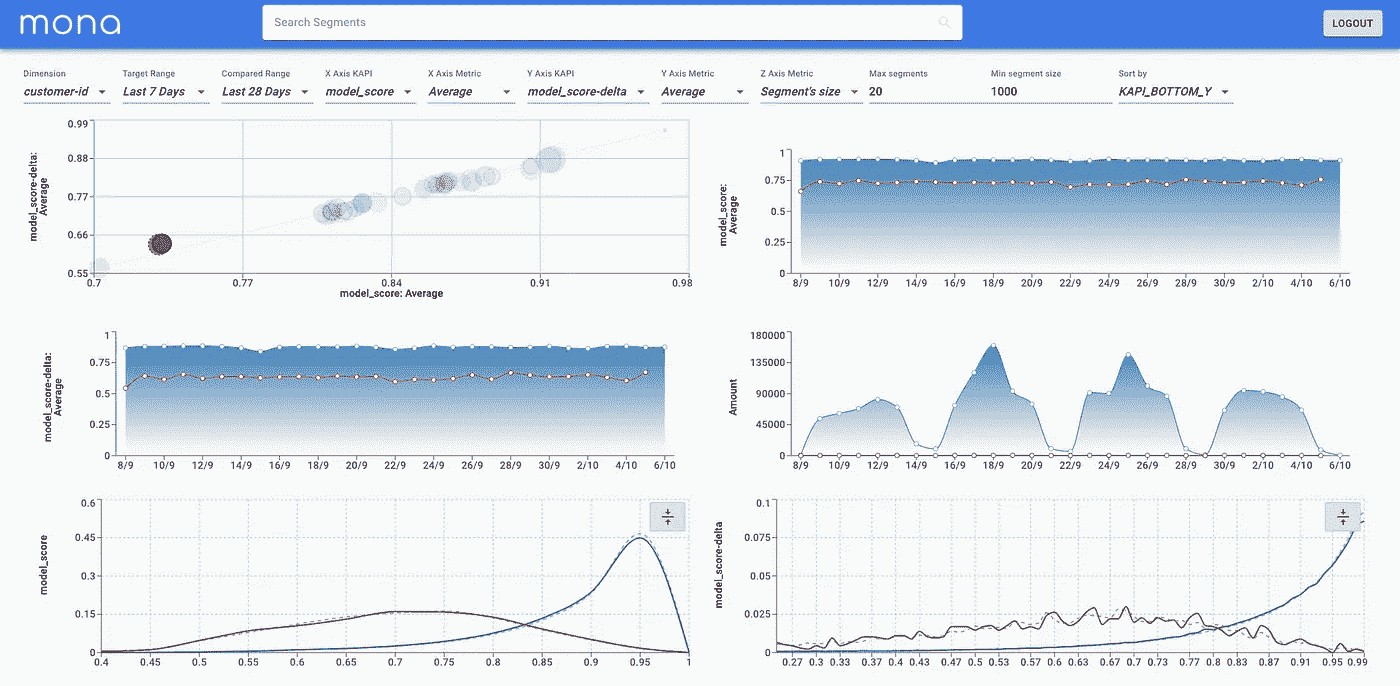 mona
Search Segments
LOGOUT
Dimension Target Range Compared Range X Axis KAPI X Axis Metric Y Axis KAPI Y Axis Metric Z Axis Metric Max segments Min segment size Sort by
customer-id Last 7 Days Last 28 Days model_score Average model_score-delta Average Segment's size 20 1000 KAPI_BOTTOM_Y
model_score-delta:
Average
0.99
0.88
0.77
0.66
0.55
0.7 0.77 0.84 0.91 0.98
model_score: Average
model_score:
Average
1
0.75
0.5
0.25
0
8/9 10/9 12/9 14/9 16/9 18/9 20/9 22/9 24/9 26/9 28/9 30/9 2/10 4/10 6/10
model_score-delta:
Average
1
0.75
0.5
0.25
0
8/9 10/9 12/9 14/9 16/9 18/9 20/9 22/9 24/9 26/9 28/9 30/9 2/10 4/10 6/10
Amount
180000
135000
90000
45000
0
8/9 10/9 12/9 14/9 16/9 18/9 20/9 22/9 24/9 26/9 28/9 30/9 2/10 4/10 6/10
model_score
0.6
0.45
0.3
0.15
0
0.4 0.45 0.5 0.55 0.6 0.65 0.7 0.75 0.8 0.85 0.9 0.95 1
model_score-delta
0.1
0.075
0.05
0.025
0
0.27 0.3 0.33 0.37 0.4 0.43 0.47 0.5 0.53 0.57 0.6 0.63 0.67 0.7 0.73 0.77 0.8 0.83 0.87 0.91 0.95 0.99